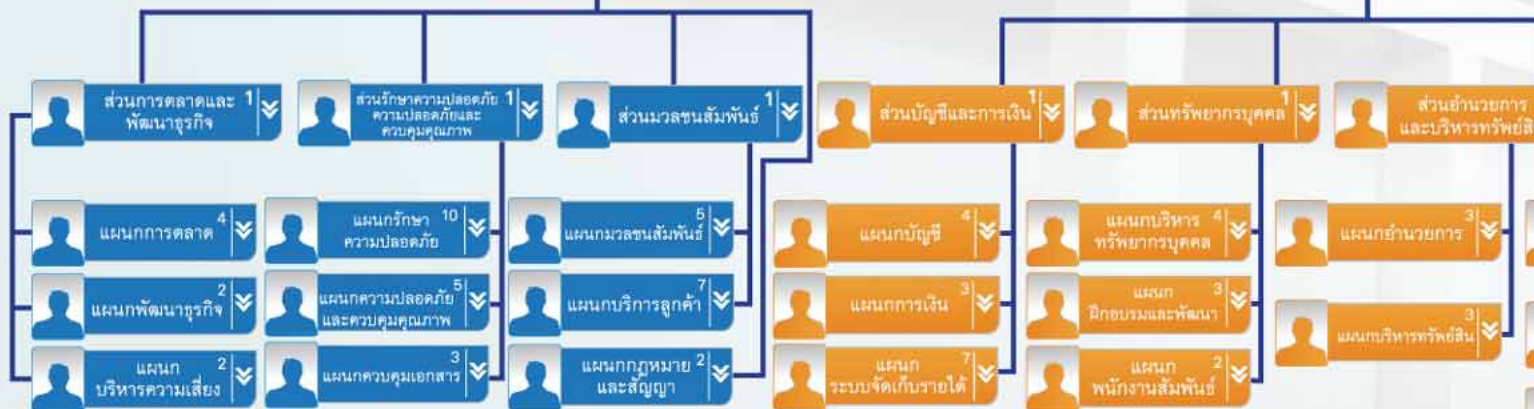 ส่วนการตลาดและ 1
พัฒนาธุรกิจ
ส่วนรักษาความปลอดภัย 1
ความปลอดภัยและ
ควบคุมคุณภาพ
ส่วนมวลชนสัมพันธ์ 1
ส่วนบัญชีและการเงิน 1
ส่วนทรัพยากรบุคคล 1
ส่วนอำนวยการ
และบริหารทรัพย์สิ
แผนกการตลาด 4
แผนกรักษา 10
ความปลอดภัย
แผนกมวลชนสัมพันธ์ 5
แผนกบัญชี 4
แผนกบริหาร 4
ทรัพยากรบุคคล
แผนกอำนวยการ 3
แผนกพัฒนาธุรกิจ 2
แผนกความปลอดภัย 5
และควบคุมคุณภาพ
แผนกบริการลูกค้า 7
แผนกการเงิน 3
แผนก 3
ฝึกอบรมและพัฒนา
แผนกบริหารทรัพย์สิน 3
แผนก 2
บริหารความเสี่ยง
แผนกควบคุมเอกสาร 3
แผนกกฎหมาย 2
และสัญญา
แผนก 7
ระบบจัดเก็บรายได้
แผนก 2
พนักงานสัมพันธ์